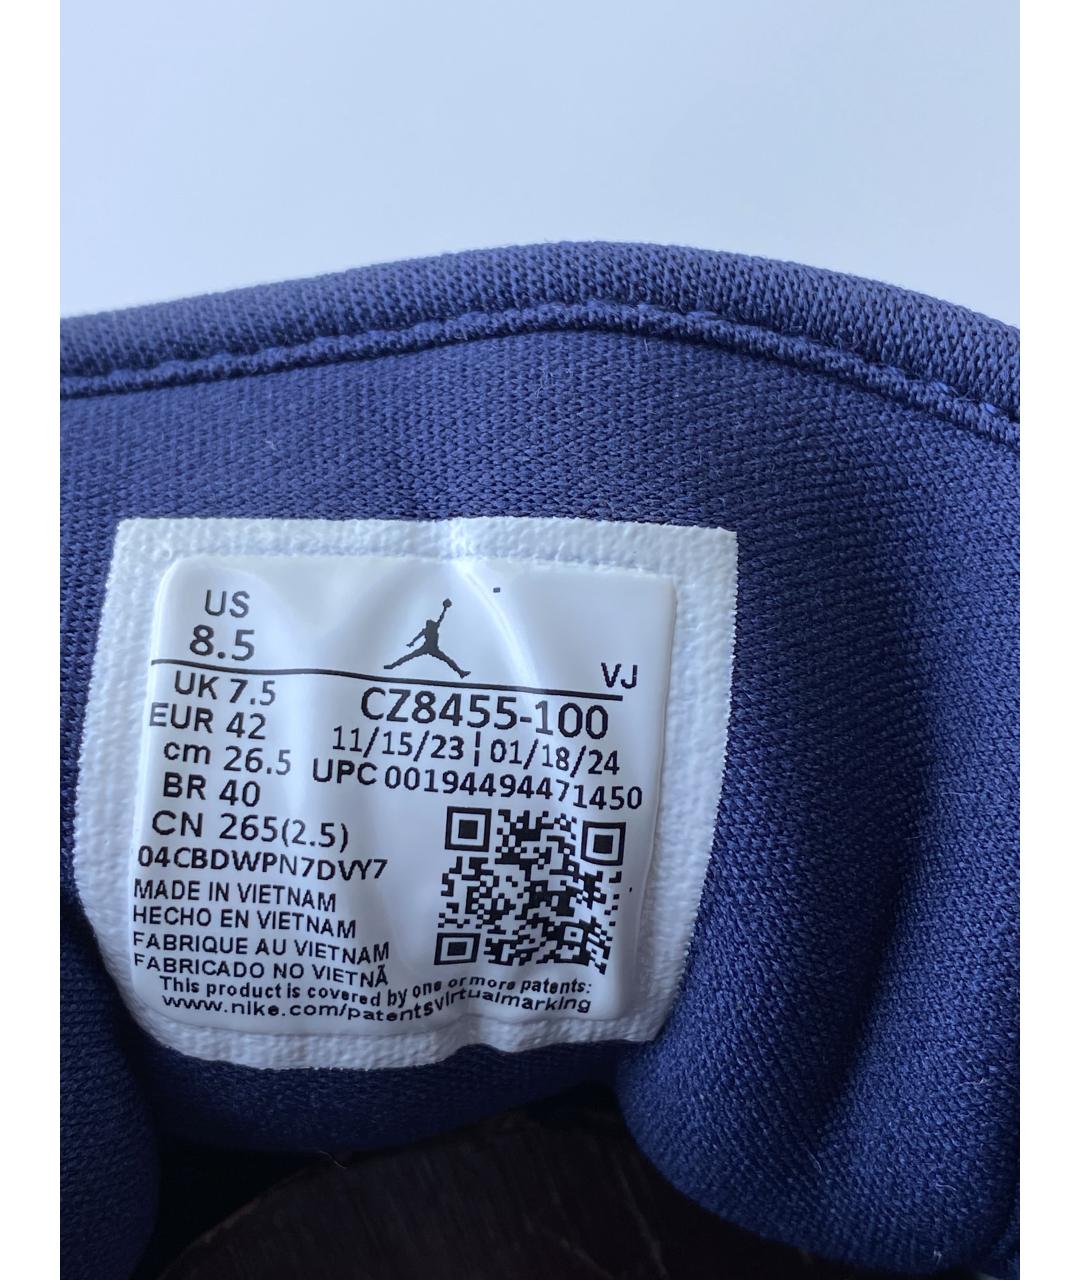 US
8.5
VJ
UK 7.5
CZ8455-100
EUR 42
11/15/23 ¦ 01/18/24
cm 26.5
UPC 00194494471450
BR 40
CN 265(2.5)
04CBDWPN7DVY7
MADE IN VIETNAM
HECHO EN VIETNAM
FABRIQUE AU VIETNAM
FABRICADO NO VIETNÃ
This product is covered by one or more patents:
www.nike.com/patentsvirtualmarking